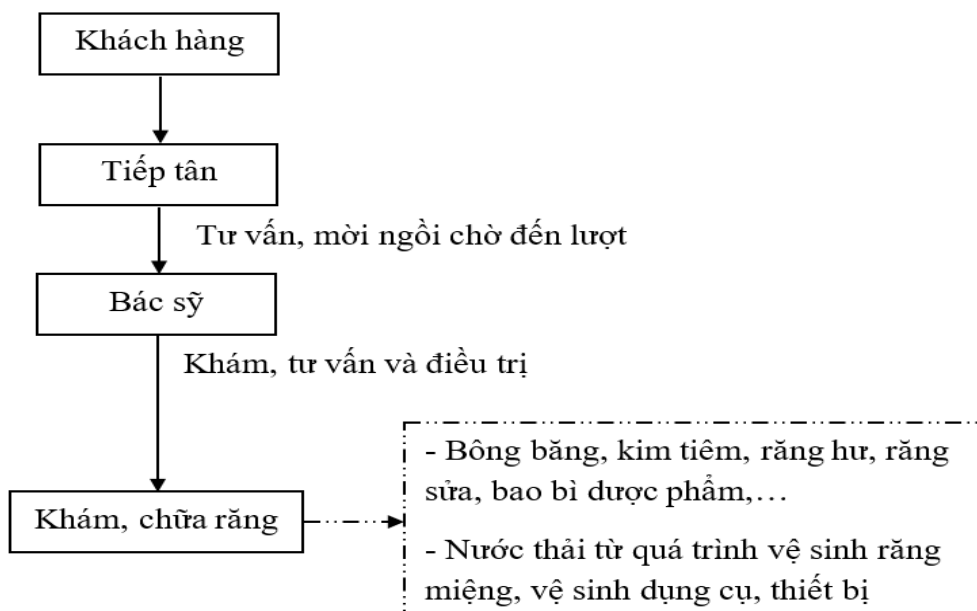 Khách hàng
Tiếp tân
Tư vấn, mời ngồi chờ đến lượt
Bác sỹ
Khám, tư vấn và điều trị
Khám, chữa răng
- Bông băng, kim tiêm, răng hư, răng
sửa, bao bì dược phẩm,…
- Nước thải từ quá trình vệ sinh răng
miệng, vệ sinh dụng cụ, thiết bị